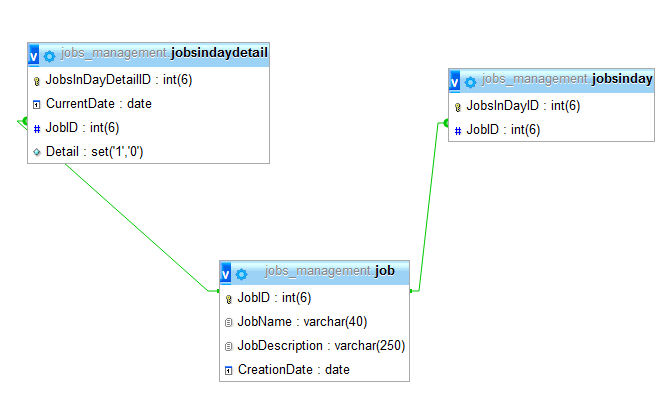 v jobs_management.jobsindaydetail
JobsInDayDetailID : int(6)
CurrentDate : date
# JobID : int(6)
Detail : set('1','0')
v jobs_management.jobsinday
JobsInDayID : int(6)
# JobID : int(6)
v jobs_management.job
JobID : int(6)
JobName : varchar(40)
JobDescription : varchar(250)
CreationDate : date